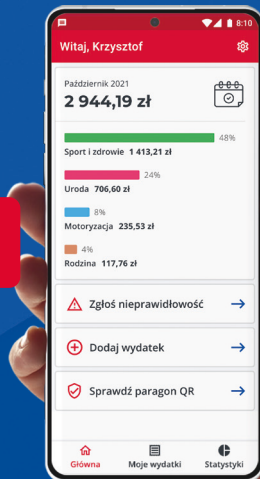 8:10
Witaj, Krzysztof
Październik 2021
2 944,19 zł
48%
Sport i zdrowie 1 413,21 zł
24%
Uroda 706,60 zł
8%
Motoryzacja 235,53 zł
4%
Rodzina 117,76 zł
Zgłoś nieprawidłowość
Dodaj wydatek
Sprawdź paragon QR
Główna Moje wydatki Statystyki